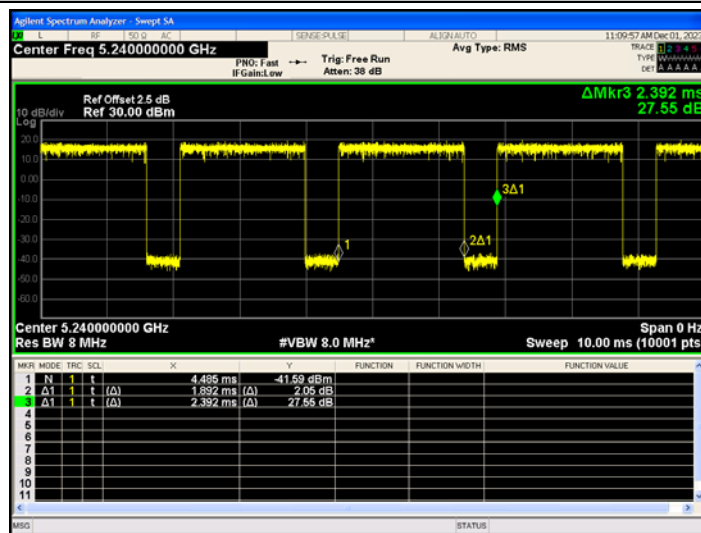 Agilent Spectrum Analyzer - Swept SA
L RF 50 Ω AC SENSE:PULSE ALIGN AUTO 11:09:57 AM Dec 01, 202
Center Freq 5.240000000 GHz
Avg Type: RMS
TRACE 1 2 3 4 5
PNO: Fast Trig: Free Run
TYPE
IFGain:Low Atten: 38 dB
DET A A A A A
ΔMkr3 2.392 ms
27.55 dB
Ref Offset 2.5 dB
10 dB/div Ref 30.00 dBm
Log
20.0
10.0
0.00
-10.0
3Δ1
-20.0
-30.0
1 2Δ1
-40.0
-50.0
-60.0
Center 5.240000000 GHz Span 0 Hz
Res BW 8 MHz #VBW 8.0 MHz* Sweep 10.00 ms (10001 pts
MKR MODE TRC SCL X Y FUNCTION FUNCTION WIDTH FUNCTION VALUE
1 N 1 t 4.485 ms -41.59 dBm
2 Δ1 1 t (Δ) 1.892 ms (Δ) 2.05 dB
3 Δ1 1 t (Δ) 2.392 ms (Δ) 27.55 dB
4
5
6
7
8
9
10
11
MSG STATUS